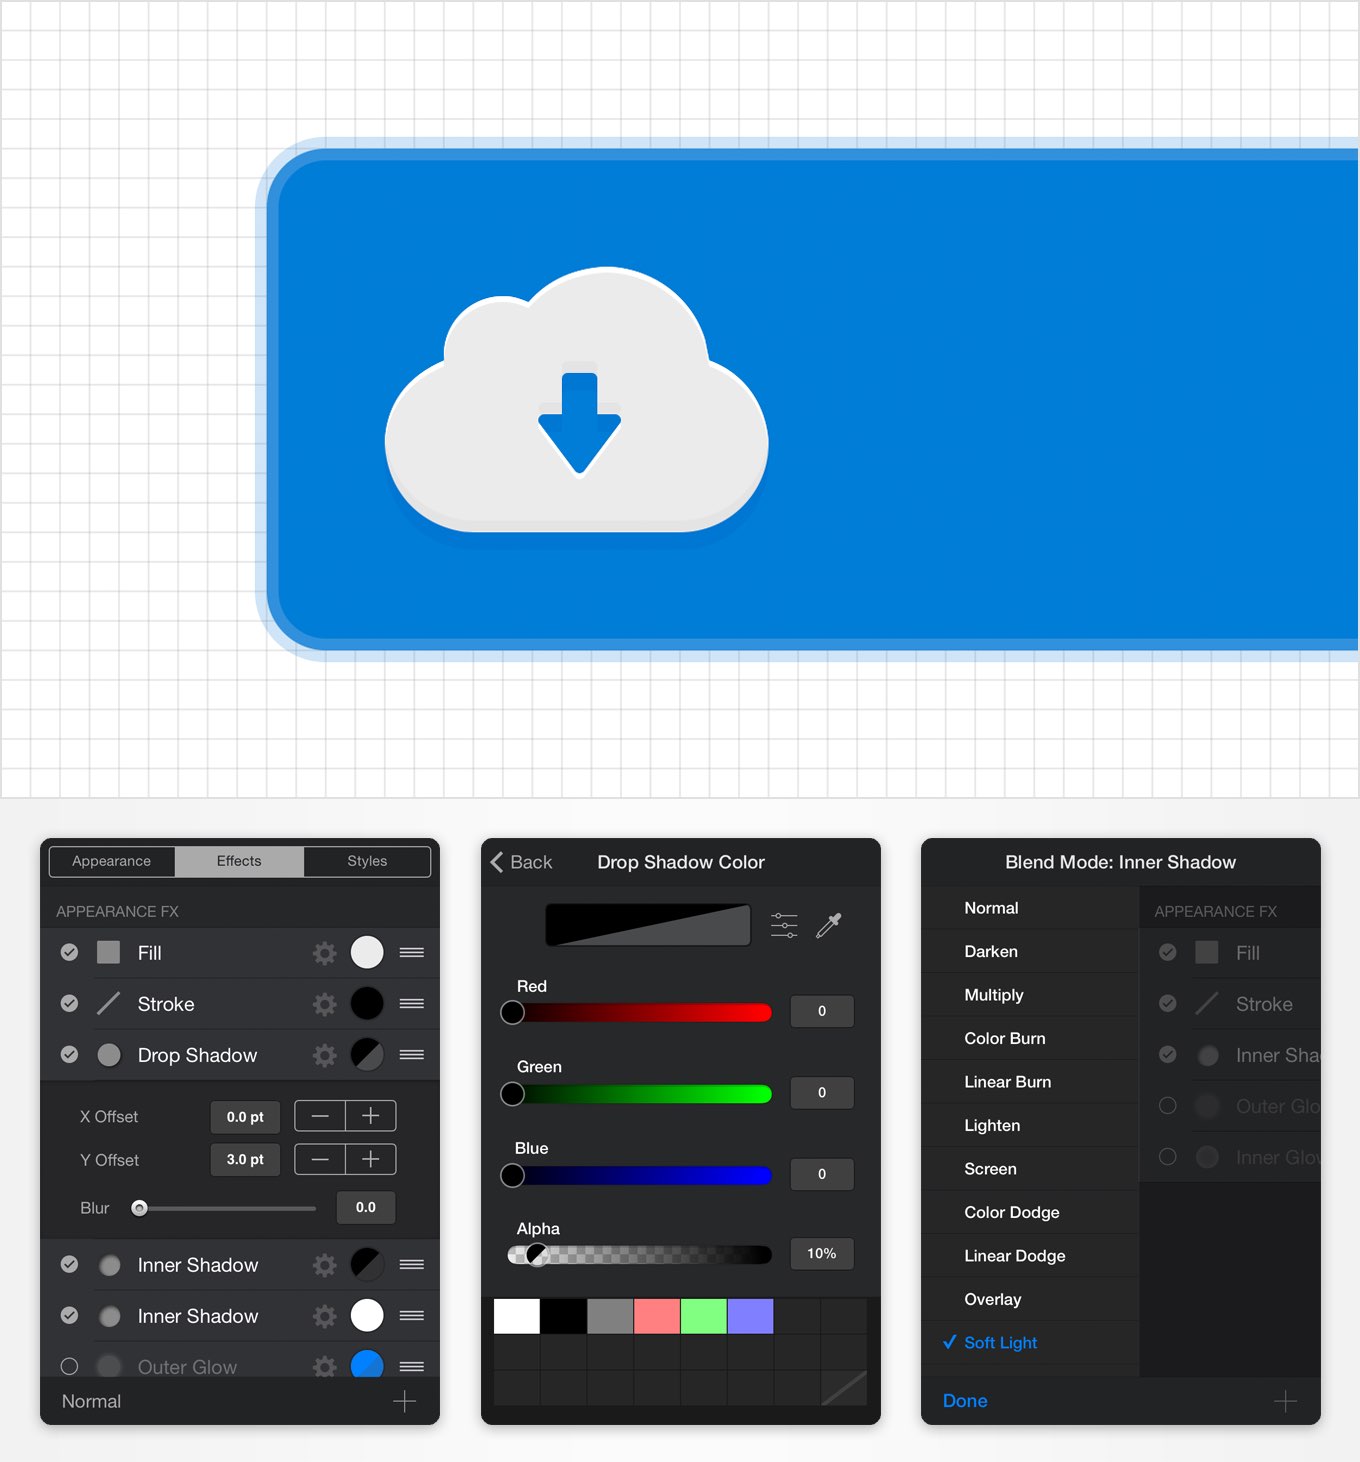 Appearance
Effects
Styles
APPEARANCE FX
Fill
Stroke
Drop Shadow
X Offset
0.0 pt
Y Offset
3.0 pt
Blur
0.0
Inner Shadow
Inner Shadow
Outer Glow
Normal
Back
Drop Shadow Color
Red
0
Green
0
Blue
0
Alpha
10%
Blend Mode: Inner Shadow
Normal
Darken
Multiply
Color Burn
Linear Burn
Lighten
Screen
Color Dodge
Linear Dodge
Overlay
Soft Light
Done
APPEARANCE FX
Fill
Stroke
Inner Sha
Outer Glo
Inner Glow